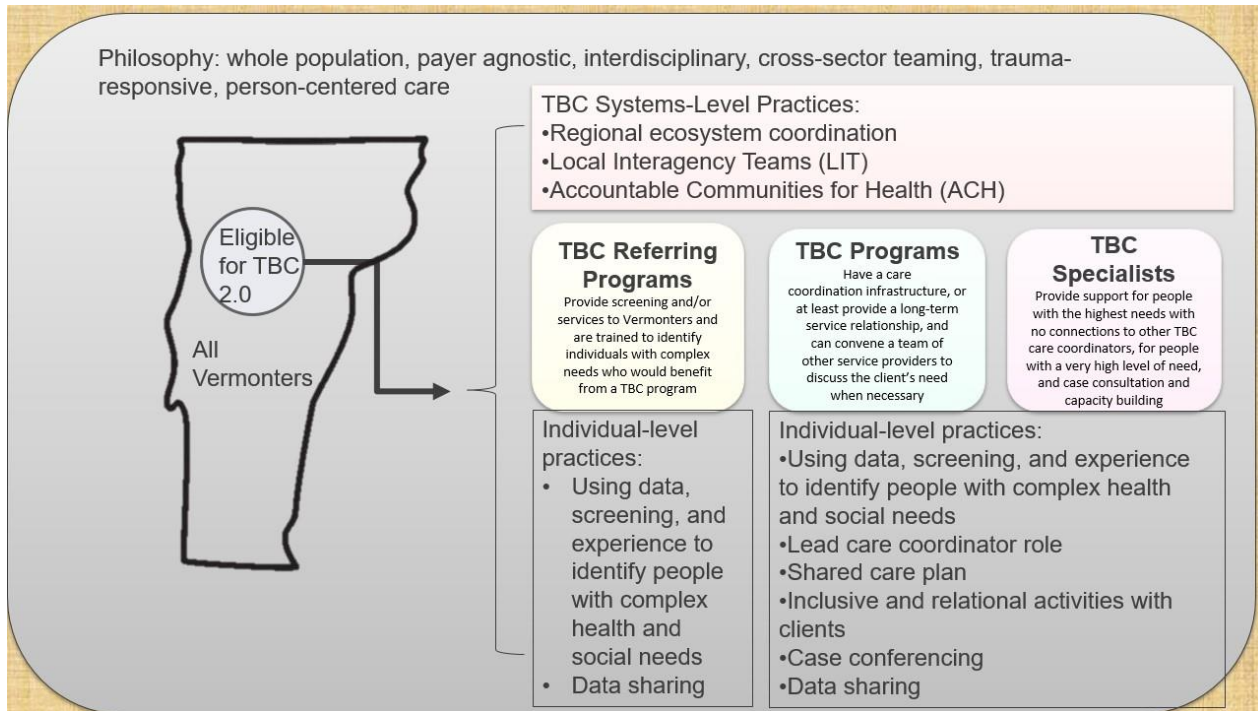 Philosophy: whole population, payer agnostic, interdisciplinary, cross-sector teaming, trauma-
responsive, person-centered care
Eligible
for TBC
2.0
All
Vermonters
TBC Systems-Level Practices:
•Regional ecosystem coordination
•Local Interagency Teams (LIT)
•Accountable Communities for Health (ACH)
TBC Referring
Programs
Provide screening and/or
services to Vermonters and
are trained to identify
individuals with complex
needs who would benefit
from a TBC program
TBC Programs
Have a care
coordination infrastructure, or
at least provide a long-term
service relationship, and
can convene a team of
other service providers to
discuss the client's need
when necessary
TBC
Specialists
Provide support for people
with the highest needs with
no connections to other TBC
care coordinators, for people
with a very high level of need,
and case consultation and
capacity building
Individual-level
practices:
• Using data,
screening, and
experience to
identify people
with complex
health and
social needs
• Data sharing
Individual-level practices:
•Using data, screening, and experience
to identify people with complex health
and social needs
•Lead care coordinator role
•Shared care plan
•Inclusive and relational activities with
clients
•Case conferencing
•Data sharing